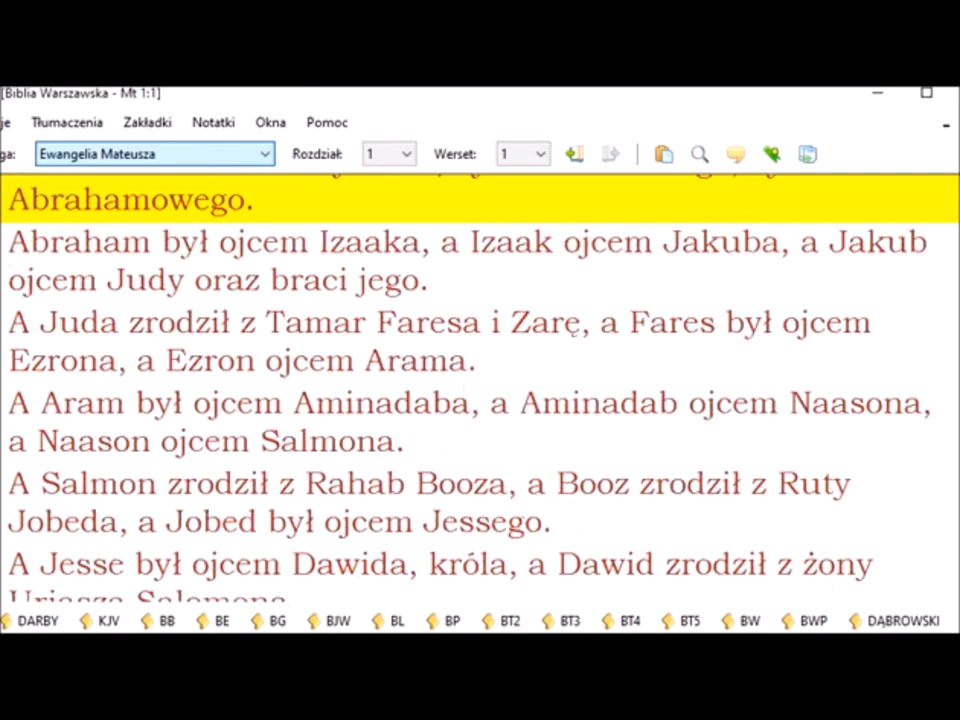 [Biblia Warszawska - Mt 1:1]
je Tłumaczenia Zakładki Notatki Okna Pomoc
ga: Ewangelia Mateusza Rozdział: 1 Werset: 1
Abrahamowego.
Abraham był ojcem Izaaka, a Izaak ojcem Jakuba, a Jakub
ojcem Judy oraz braci jego.
A Juda zrodził z Tamar Faresa i Zarę, a Fares był ojcem
Ezrona, a Ezron ojcem Arama.
A Aram był ojcem Aminadaba, a Aminadab ojcem Naasona,
a Naason ojcem Salmona.
A Salmon zrodził z Rahab Booza, a Booz zrodził z Ruty
Jobeda, a Jobed był ojcem Jessego.
A Jesse był ojcem Dawida, króla, a Dawid zrodził z żony
Uriasza Salomona.
DARBY KJV BB BE BG BJW BL BP BT2 BT3 BT4 BT5 BW BWP DĄBROWSKI